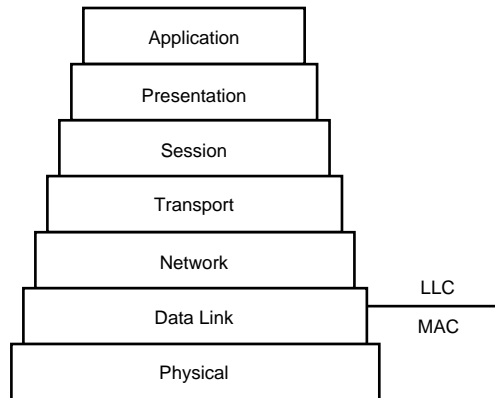 Application
Presentation
Session
Transport
Network
LLC
Data Link
MAC
Physical